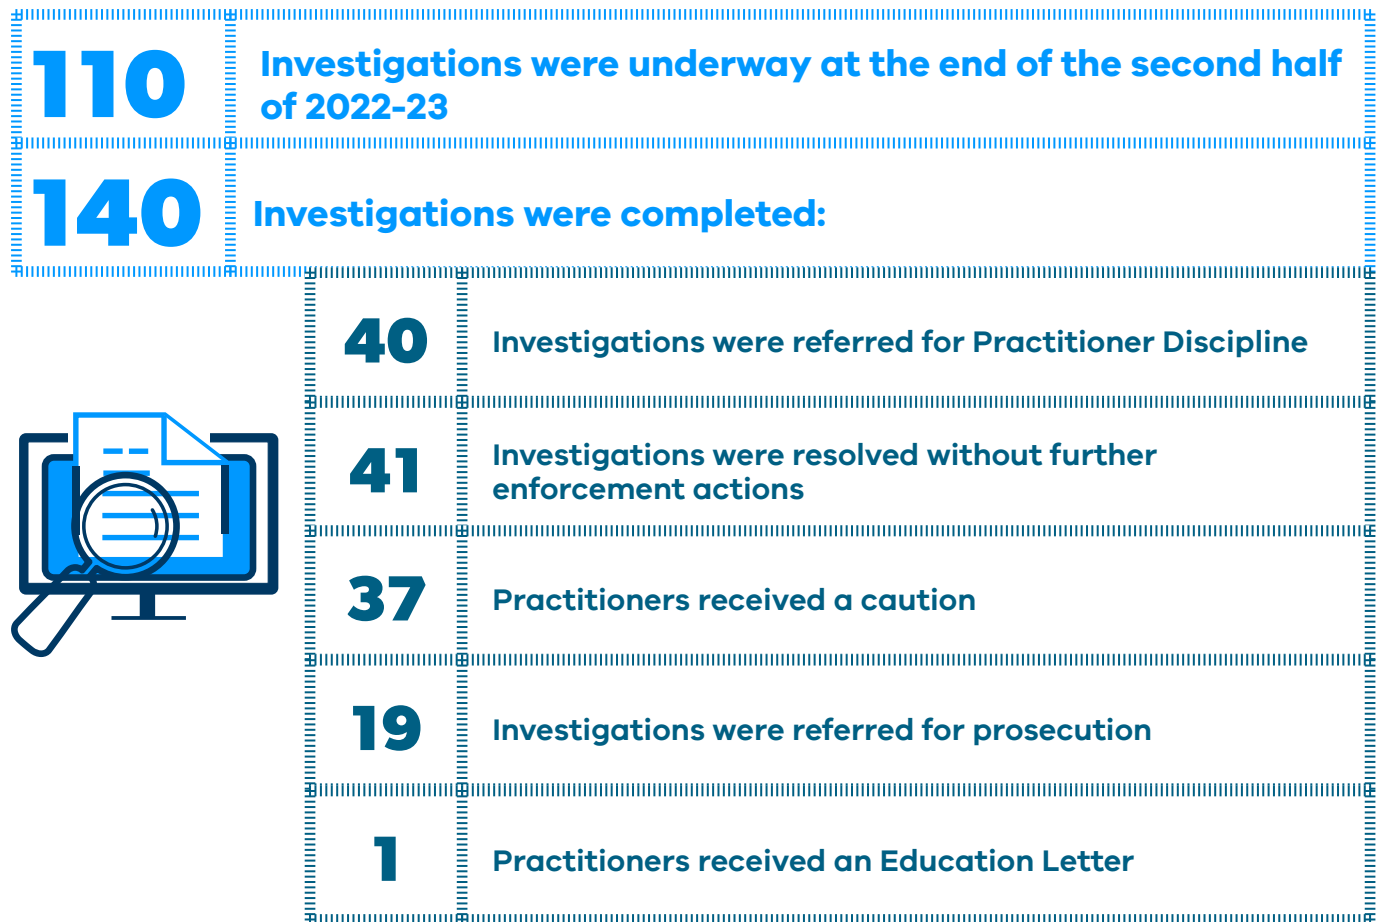 110
Investigations were underway at the end of the second half
of 2022-23
140
Investigations were completed:
40
Investigations were referred for Practitioner Discipline
41
Investigations were resolved without further
enforcement actions
37
Practitioners received a caution
19
Investigations were referred for prosecution
1
Practitioners received an Education Letter